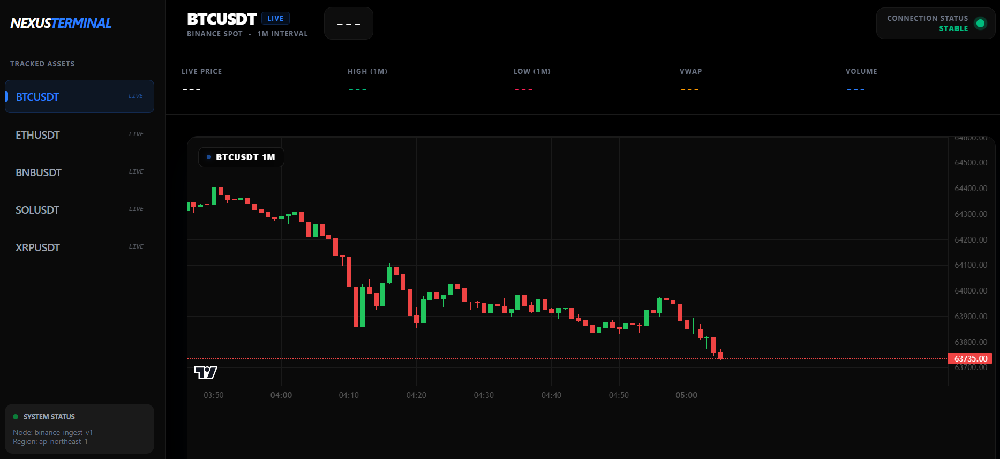 NEXUSTERMINAL
TRACKED ASSETS
BTCUSDT LIVE
ETHUSDT LIVE
BNBUSDT LIVE
SOLUSDT LIVE
XRPUSDT LIVE
SYSTEM STATUS
Node: binance-ingest-v1
Region: ap-northeast-1
BTCUSDT LIVE
BINANCE SPOT • 1M INTERVAL
---
CONNECTION STATUS
STABLE
LIVE PRICE HIGH (1M) LOW (1M) VWAP VOLUME
--- --- --- --- ---
BTCUSDT 1M
64600.00
64500.00
64400.00
64300.00
64200.00
64100.00
64000.00
63900.00
63800.00
63735.00
63700.00
03:50 04:00 04:10 04:20 04:30 04:40 04:50 05:00